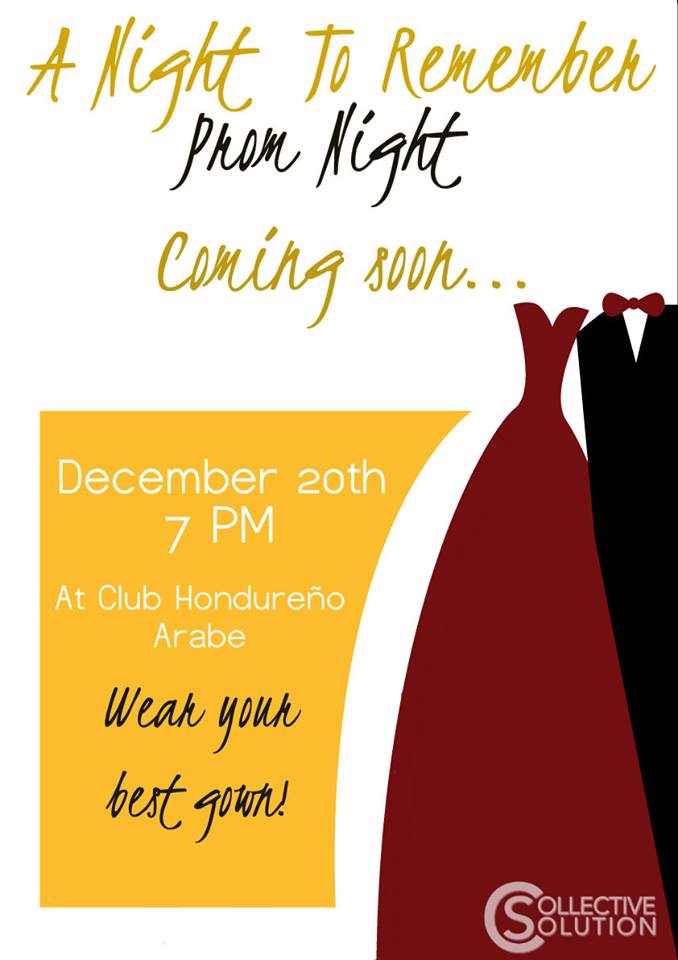 A Night To Remember
Prom Night
Coming soon...
December 20th
7 PM
At Club Hondureño
Arabe
Wear your
best gown!
COLLECTIVE
SOLUTION